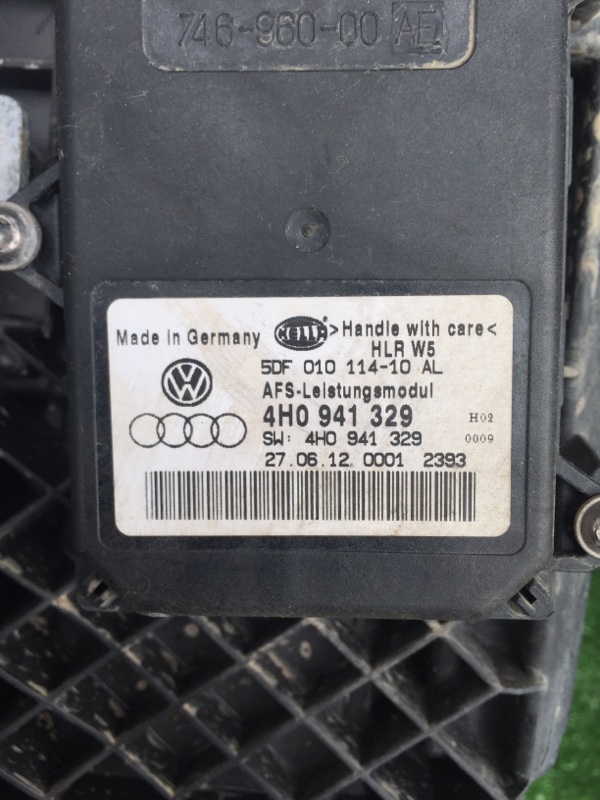 746-960-00 AE
Made in Germany HELLA ® >Handle with care<
HLR W5
5DF 010 114-10 AL
AFS-Leistungsmodul
4H0 941 329 H02
SW: 4H0 941 329 0009
27.06.12 0001 2393